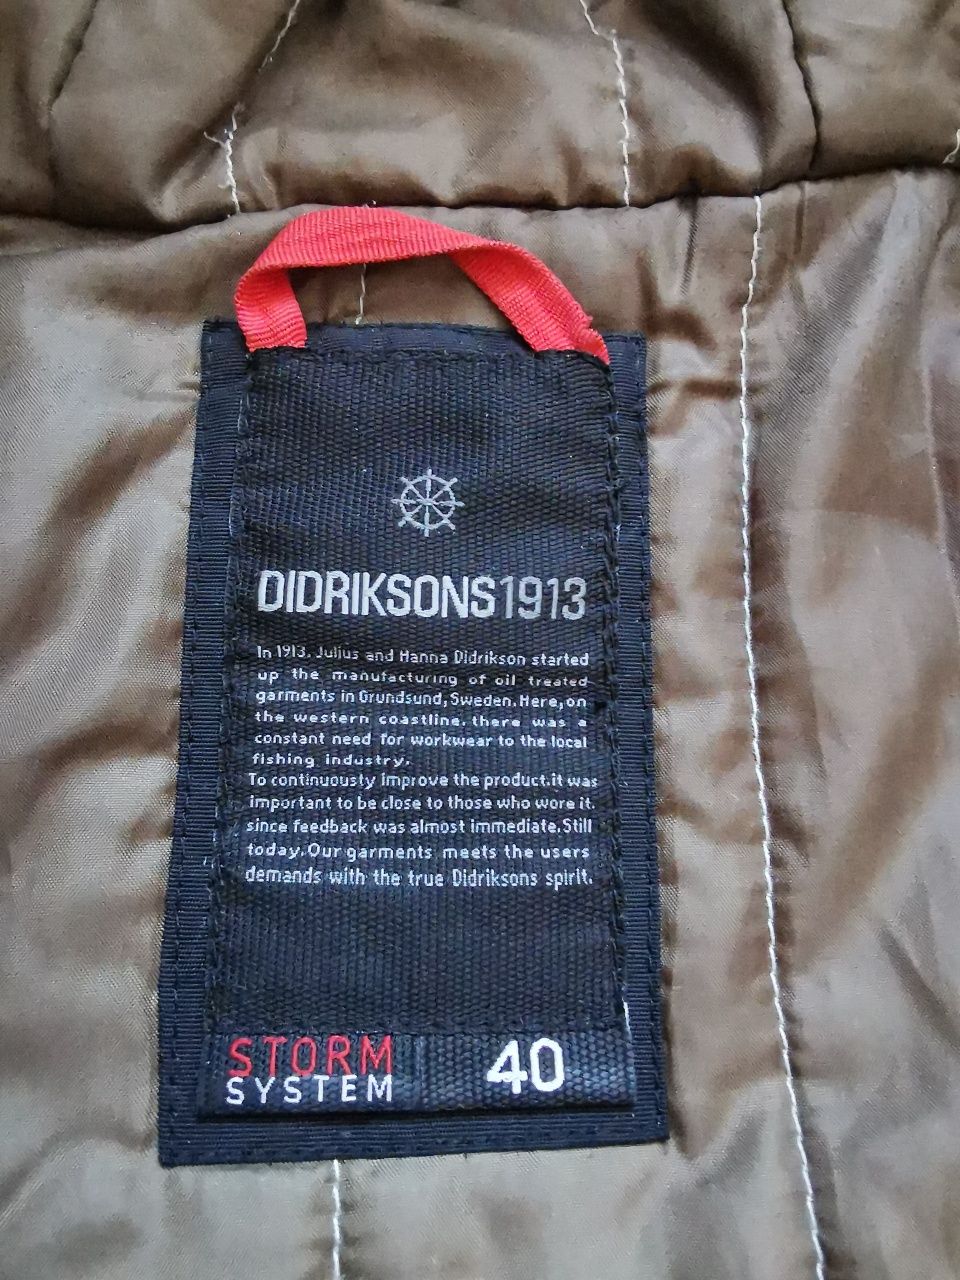 DIDRIKSONS1913
In 1913, Julius and Hanna Didrikson started
up the manufacturing of oil treated
garments in Grundsund, Sweden. Here, on
the western coastline, there was a
constant need for workwear to the local
fishing industry.
To continuously improve the product, it was
important to be close to those who wore it,
since feedback was almost immediate. Still
today. Our garments meets the users
demands with the true Didriksons spirit.
STORM 40
SYSTEM